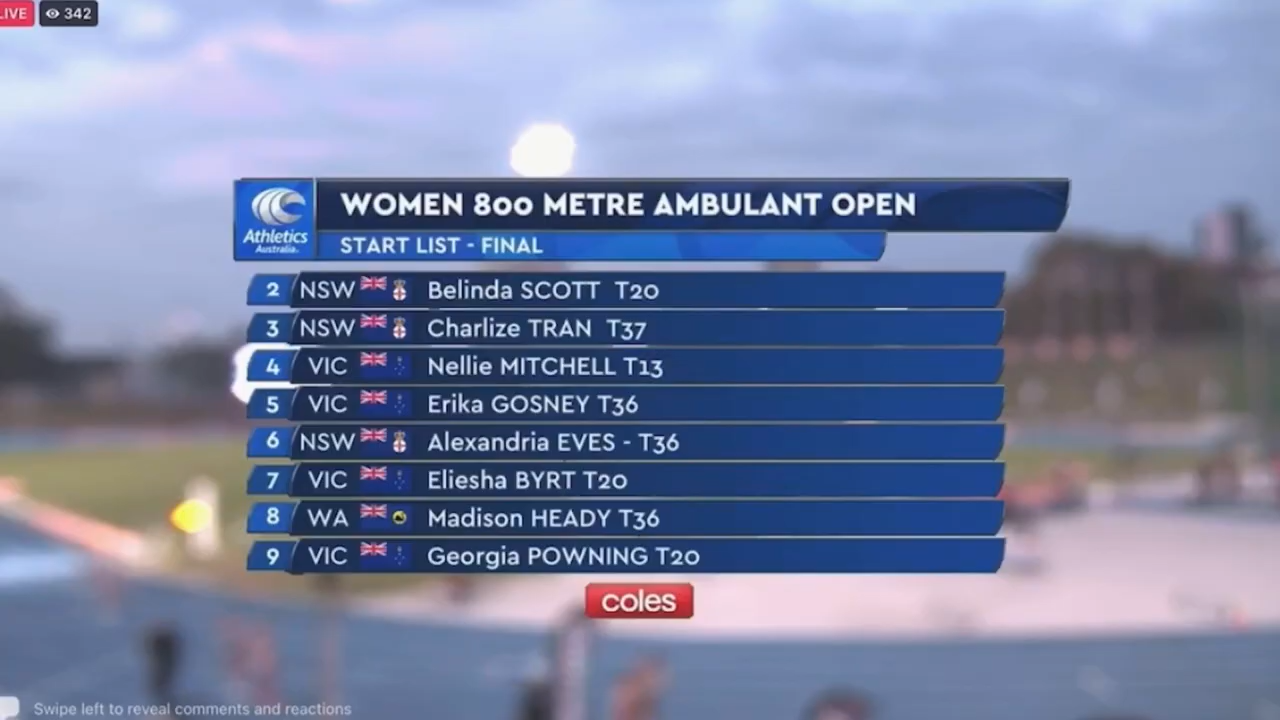 LIVE 342
WOMEN 800 METRE AMBULANT OPEN
Athletics
Australia
START LIST - FINAL
2 NSW Belinda SCOTT T20
3 NSW Charlize TRAN T37
4 VIC Nellie MITCHELL T13
5 VIC Erika GOSNEY T36
6 NSW Alexandria EVES - T36
7 VIC Eliesha BYRT T20
8 WA Madison HEADY T36
9 VIC Georgia POWNING T20
coles
Swipe left to reveal comments and reactions